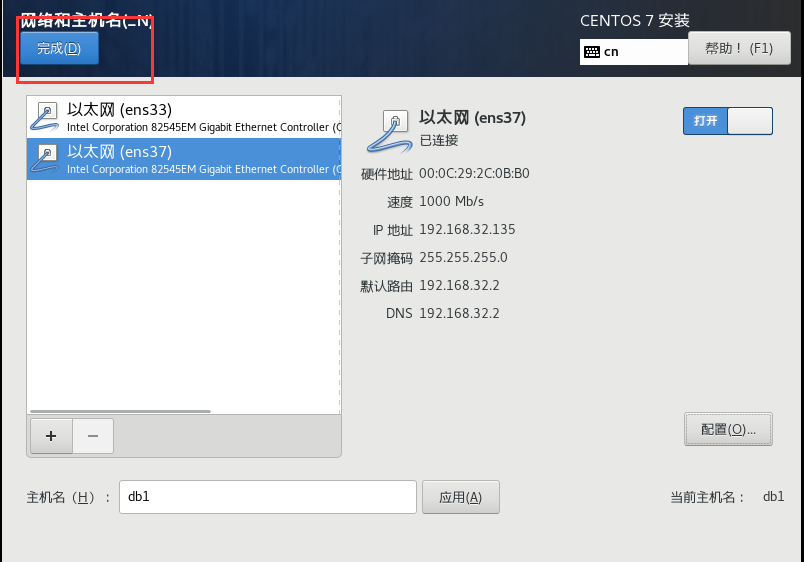 网络和主机名(_N)
CENTOS 7 安装
完成(D)
cn
帮助！ (F1)
以太网 (ens33)
Intel Corporation 82545EM Gigabit Ethernet Controller (C
以太网 (ens37)
Intel Corporation 82545EM Gigabit Ethernet Controller (C
以太网 (ens37)
已连接
打开
硬件地址 00:0C:29:2C:0B:B0
速度 1000 Mb/s
IP 地址 192.168.32.135
子网掩码 255.255.255.0
默认路由 192.168.32.2
DNS 192.168.32.2
+ −
配置(O)...
主机名（H）： db1
应用(A)
当前主机名： db1